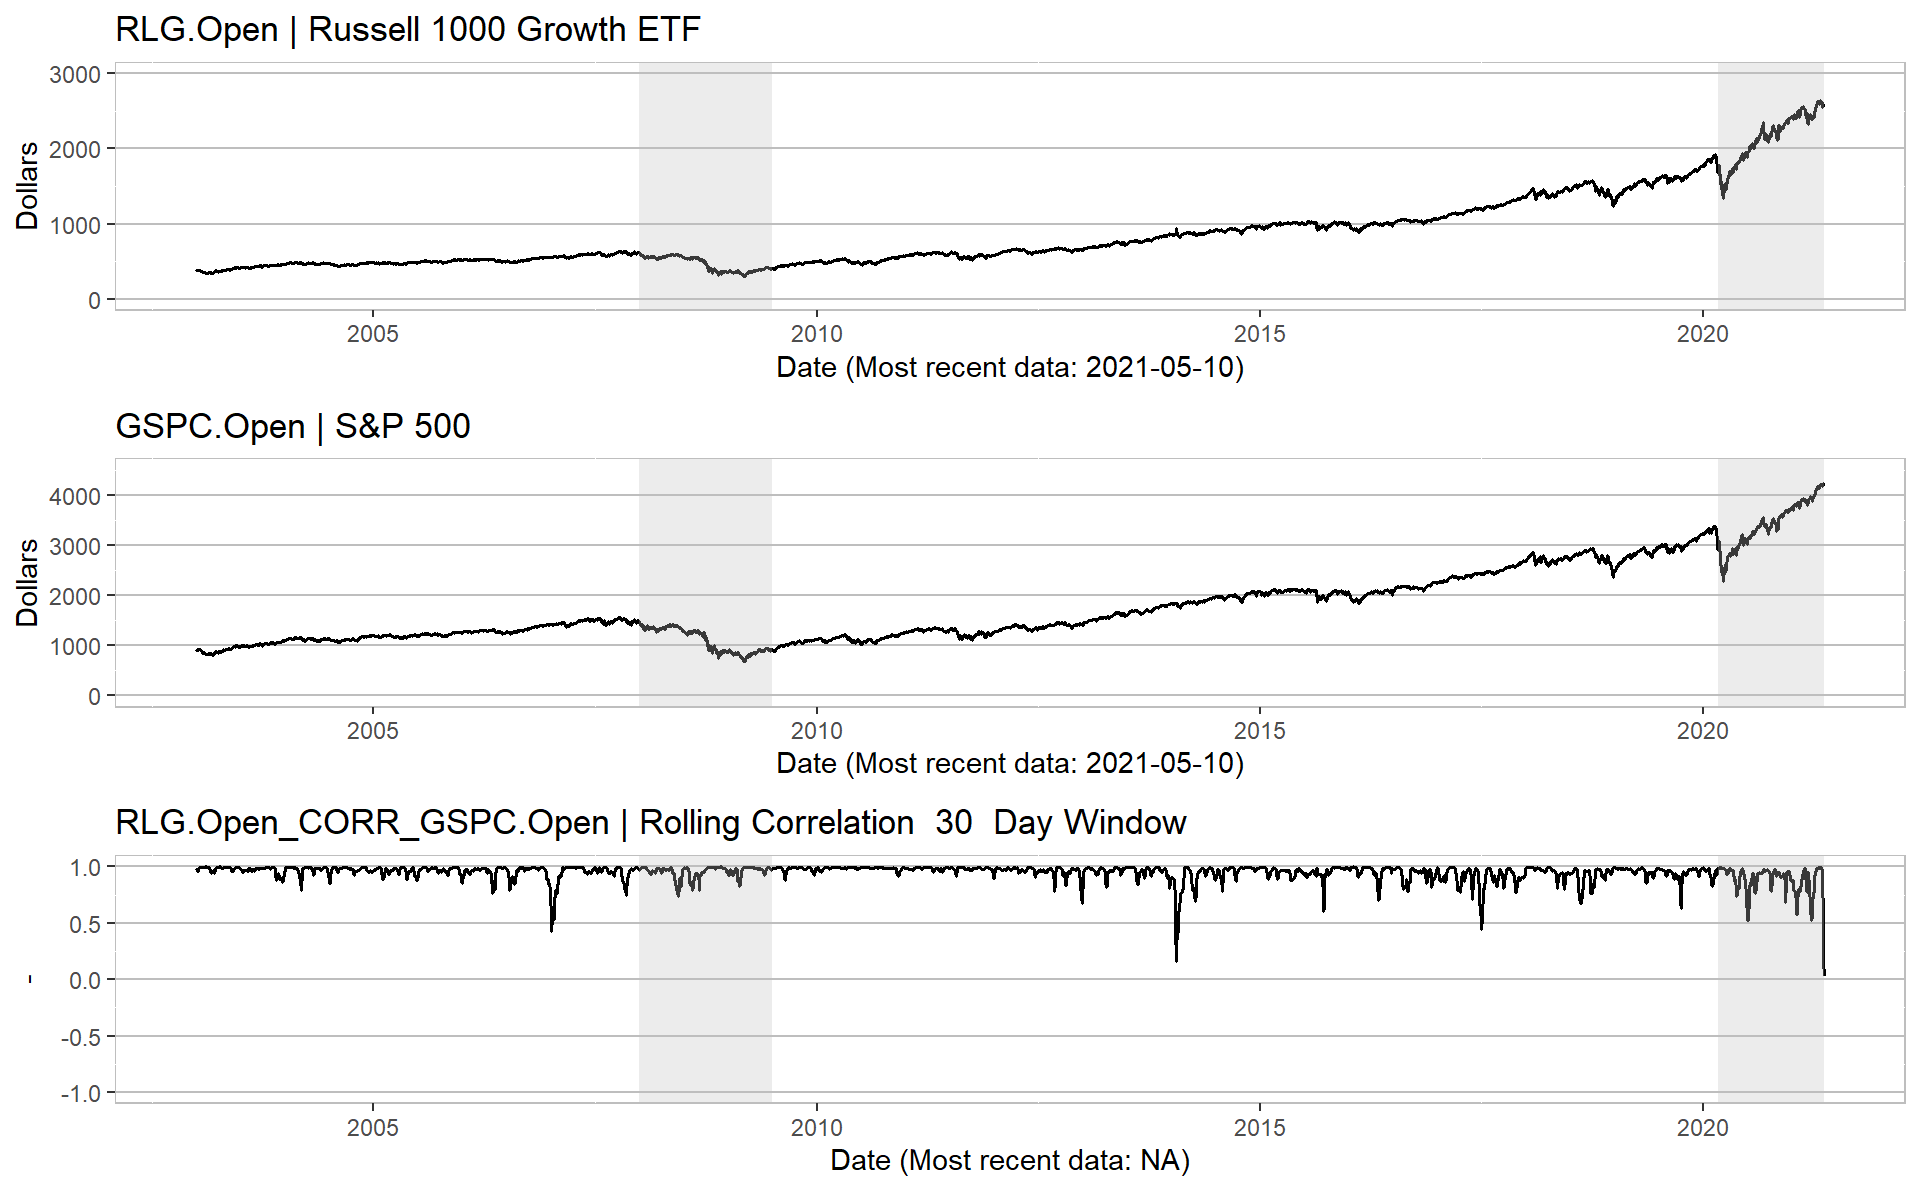 RLG.Open | Russell 1000 Growth ETF
3000
2000
1000
0
Dollars
2005 2010 2015 2020
Date (Most recent data: 2021-05-10)
GSPC.Open | S&P 500
4000
3000
2000
1000
0
Dollars
2005 2010 2015 2020
Date (Most recent data: 2021-05-10)
RLG.Open_CORR_GSPC.Open | Rolling Correlation  30  Day Window
1.0
0.5
0.0
-0.5
-1.0
-
2005 2010 2015 2020
Date (Most recent data: NA)